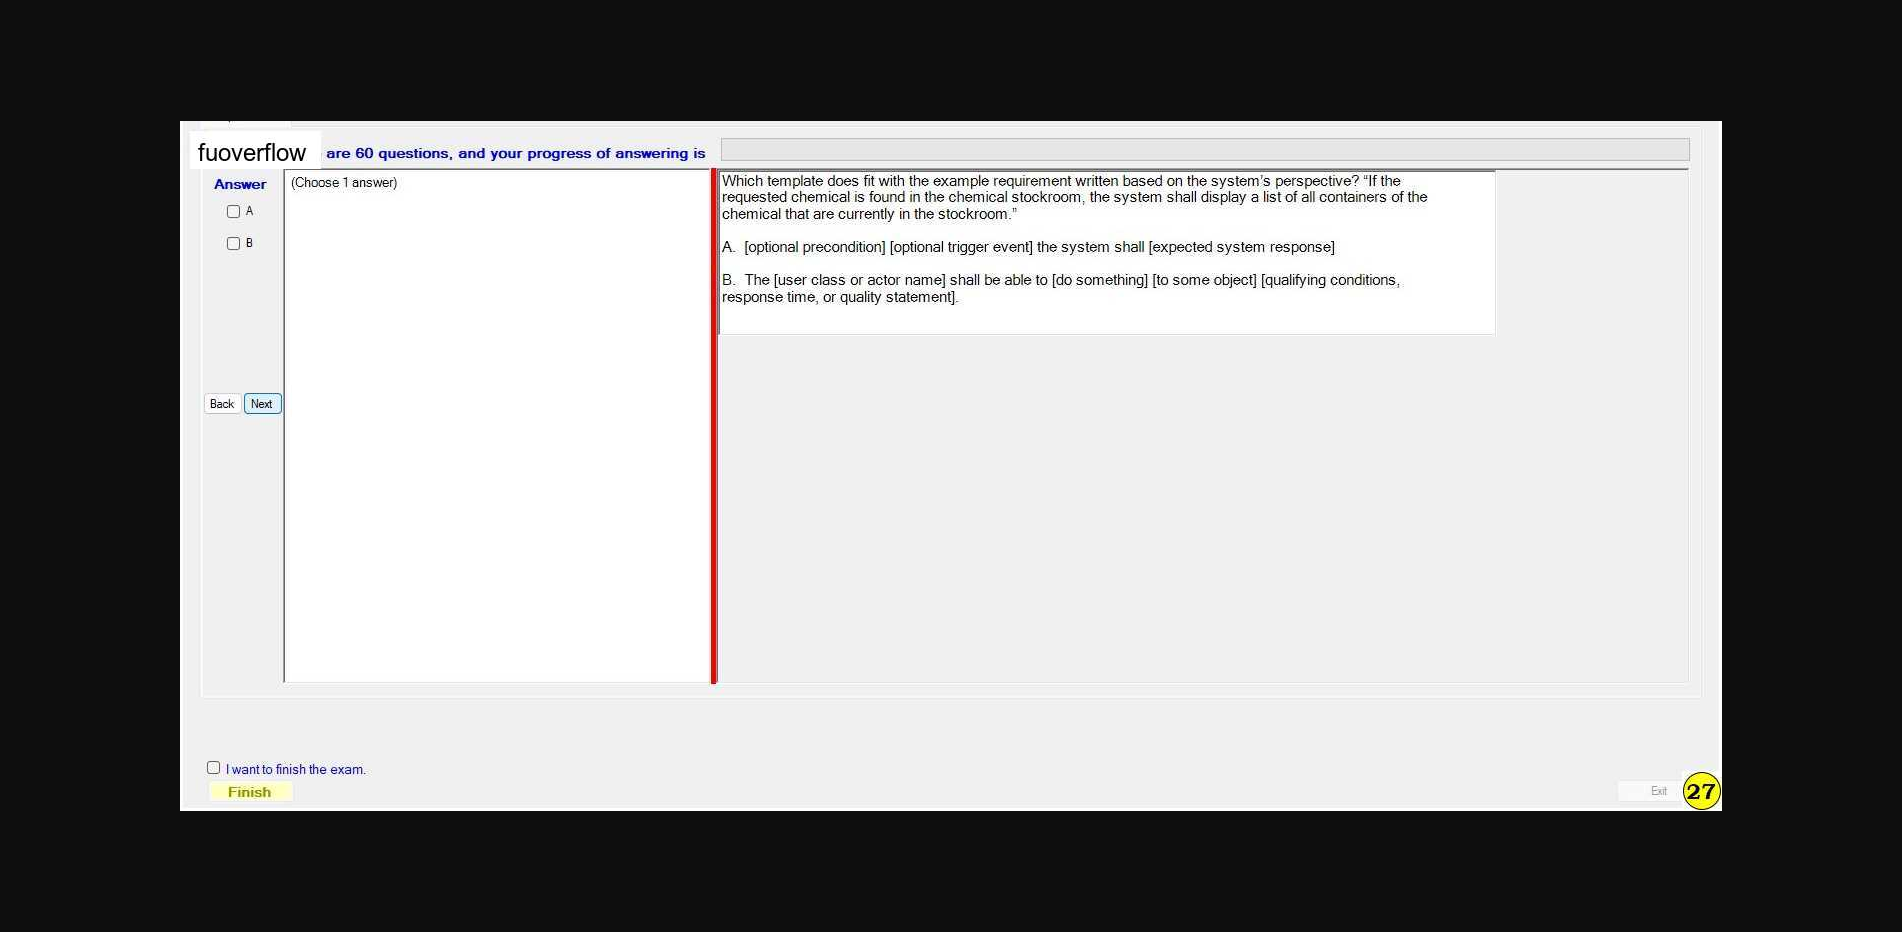 fuoverflow are 60 questions, and your progress of answering is
Answer
(Choose 1 answer)
A
B
Back Next
Which template does fit with the example requirement written based on the system's perspective? “If the
requested chemical is found in the chemical stockroom, the system shall display a list of all containers of the
chemical that are currently in the stockroom.”
A. [optional precondition] [optional trigger event] the system shall [expected system response]
B. The [user class or actor name] shall be able to [do something] [to some object] [qualifying conditions,
response time, or quality statement].
I want to finish the exam.
Finish
Exit
27